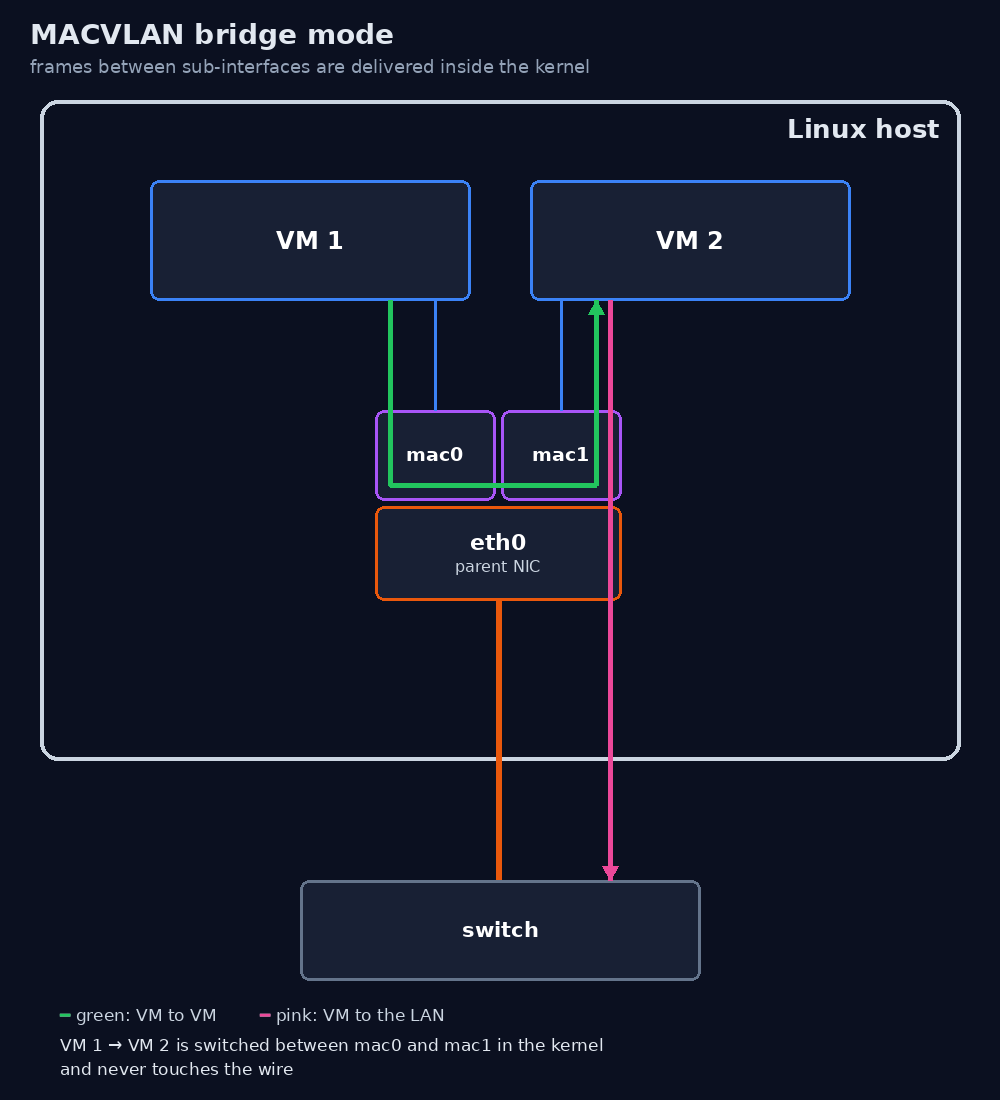 MACVLAN bridge mode
frames between sub-interfaces are delivered inside the kernel
Linux host
VM 1
VM 2
mac0
mac1
eth0
parent NIC
switch
green: VM to VM
pink: VM to the LAN
VM 1 → VM 2 is switched between mac0 and mac1 in the kernel
and never touches the wire